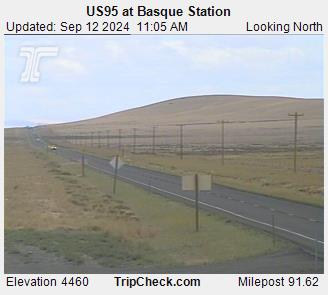 US95 at Basque Station
Updated: Sep 12 2024 11:05 AM Looking North
Elevation 4460 TripCheck.com Milepost 91.62